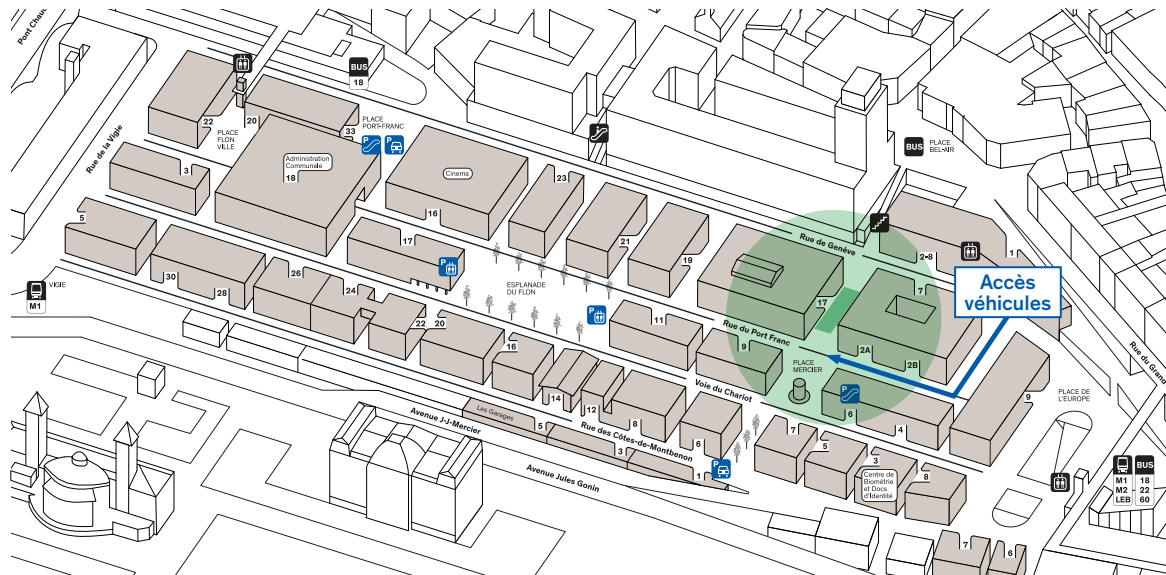 Pont Chau
BUS
18
22
20
PLACE
FLON
VILLE
33
PLACE
PORT-FRANC
P
P
Rue de la Vigie
3
Administration
Communale
18
Cinema
16
23
21
19
BUS
PLACE
BEL-AIR
Rue de Genève
2-8
1
5
17
P
30
28
26
24
22
20
ESPLANADE
DU FLON
P
11
9
Rue du Port Franc
17
7
2A
2B
Accès
véhicules
VIGIE
M1
16
14
12
8
6
Voie du Chariot
PLACE
MERCIER
P
6
4
9
Rue du Grand
PLACE DE
L'EUROPE
Les Garages
5
3
1
Avenue J-J-Mercier
Rue des Côtes-de-Montbenon
Avenue Jules Gonin
P
7
5
3
8
Centre de
Biométrie
et Docs
d'Identité
7
6
BUS
M1 18
M2 - 22
LEB 60